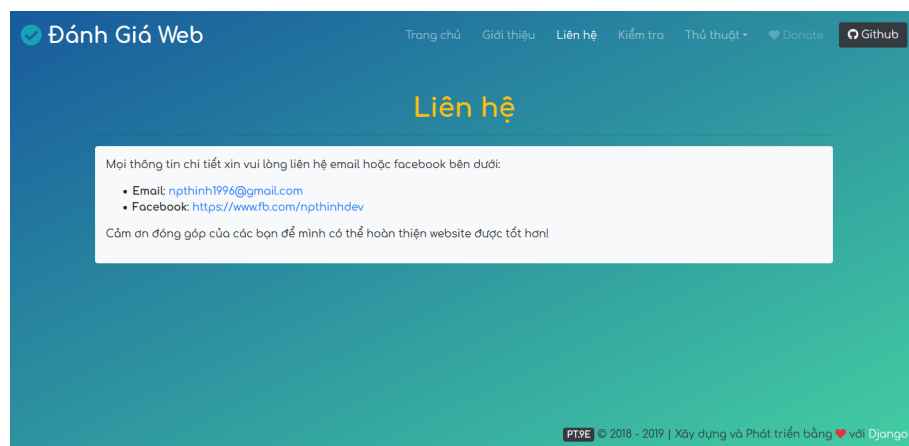 Đánh Giá Web
Trang chủ Giới thiệu Liên hệ Kiểm tra Thủ thuật Donate Github
Liên hệ
Mọi thông tin chi tiết xin vui lòng liên hệ email hoặc facebook bên dưới:
• Email: npthinh1996@gmail.com
• Facebook: https://www.fb.com/npthinhdev
Cảm ơn đóng góp của các bạn để mình có thể hoàn thiện website được tốt hơn!
PT.9E © 2018 - 2019 | Xây dựng và Phát triển bằng ❤ với Django